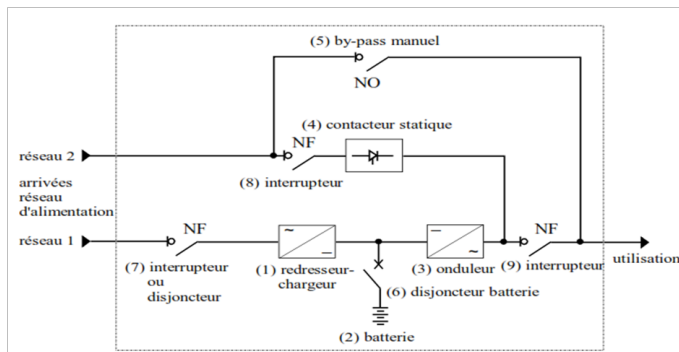 (5) by-pass manuel
NO
(4) contacteur statique
NF
réseau 2
(8) interrupteur
arrivées
réseau
d'alimentation
NF
NF
réseau 1
~
–
–
~
(7) interrupteur
ou
disjoncteur
(1) redresseur-
chargeur
(3) onduleur
(9) interrupteur
utilisation
(6) disjoncteur batterie
(2) batterie